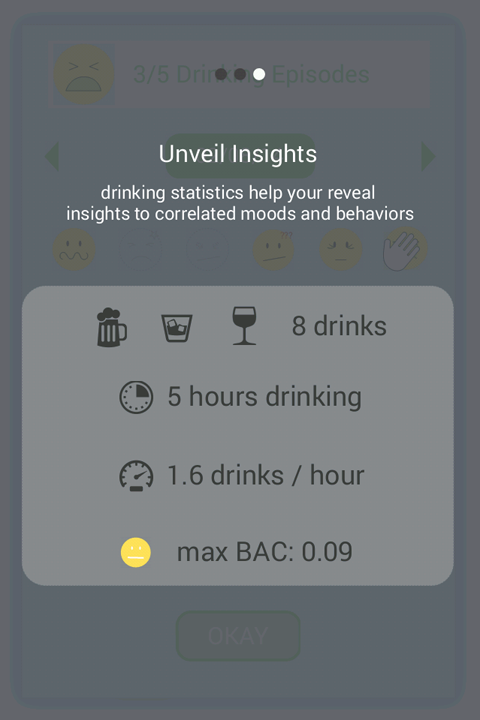 3/5 Drinking Episodes
Unveil Insights
drinking statistics help your reveal
insights to correlated moods and behaviors
8 drinks
5 hours drinking
1.6 drinks / hour
max BAC: 0.09
OKAY